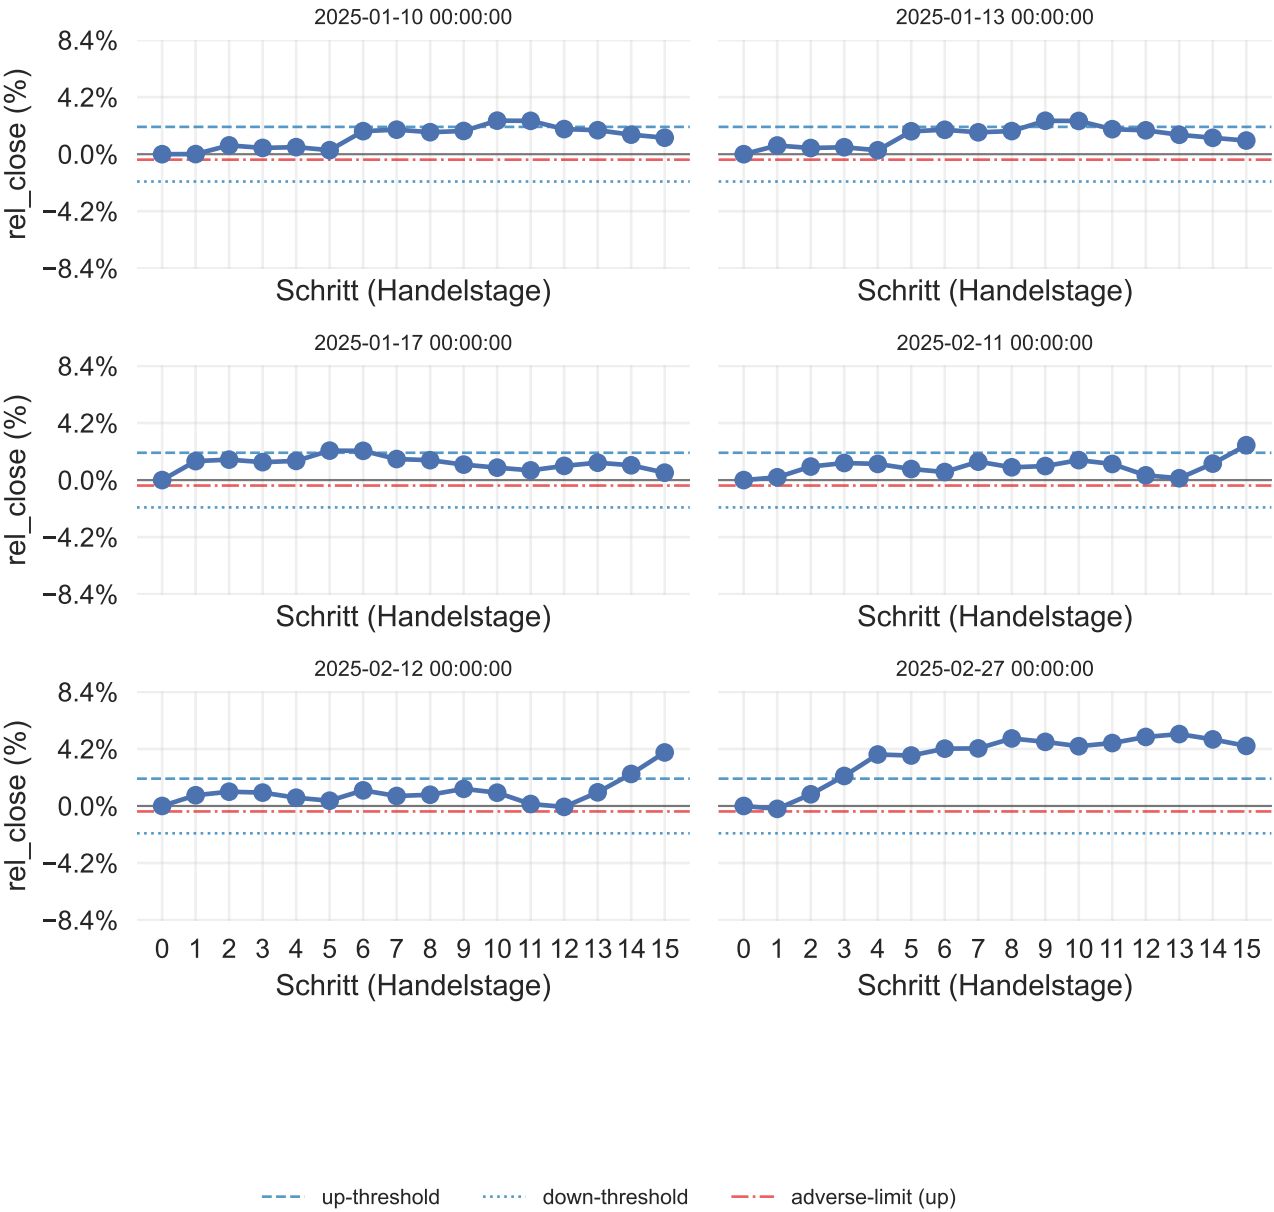 2025-01-10 00:00:00
2025-01-13 00:00:00
rel_close (%)
8.4%
4.2%
0.0%
−4.2%
−8.4%
Schritt (Handelstage)
Schritt (Handelstage)
2025-01-17 00:00:00
2025-02-11 00:00:00
rel_close (%)
8.4%
4.2%
0.0%
−4.2%
−8.4%
Schritt (Handelstage)
Schritt (Handelstage)
2025-02-12 00:00:00
2025-02-27 00:00:00
rel_close (%)
8.4%
4.2%
0.0%
−4.2%
−8.4%
0 1 2 3 4 5 6 7 8 9 10 11 12 13 14 15
0 1 2 3 4 5 6 7 8 9 10 11 12 13 14 15
Schritt (Handelstage)
Schritt (Handelstage)
up-threshold down-threshold adverse-limit (up)